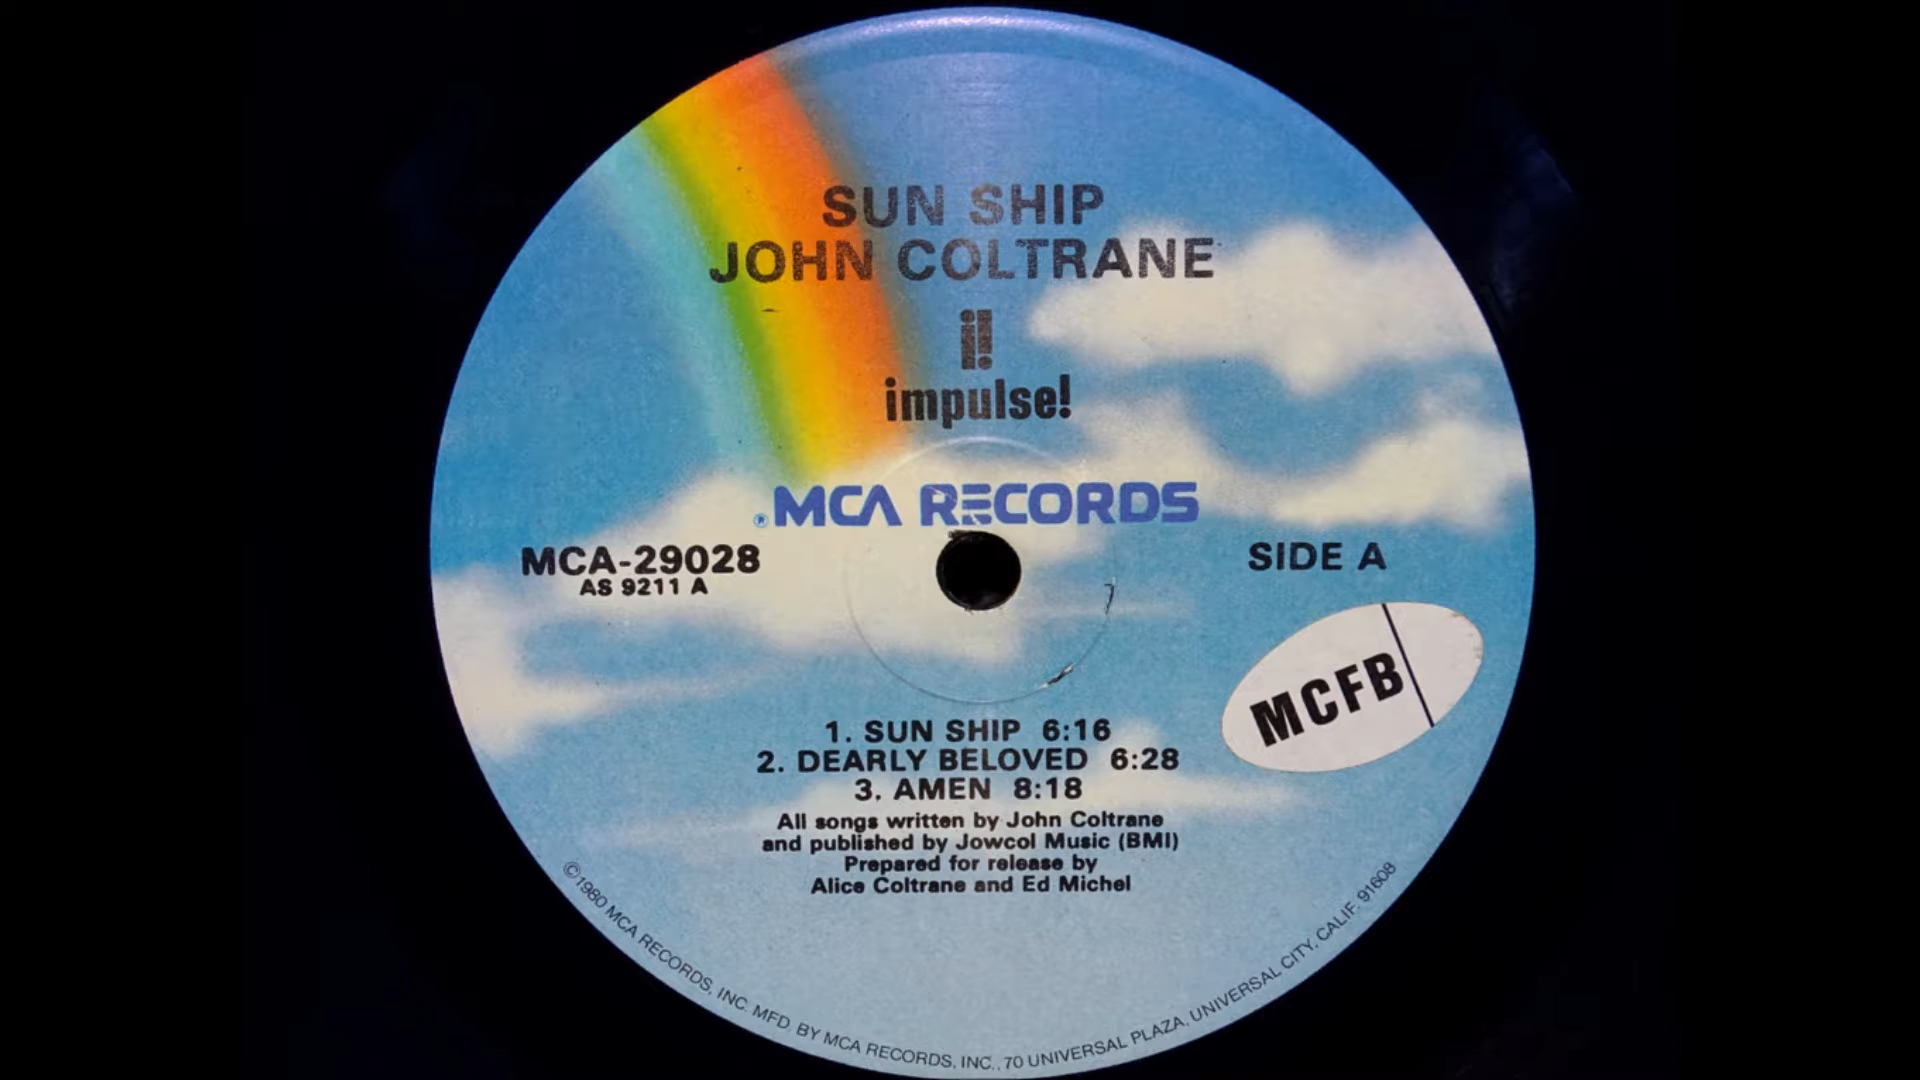 SUN SHIP
JOHN COLTRANE
i!
impulse!
® MCA RECORDS
MCA-29028
AS 9211 A
SIDE A
MCFB
1. SUN SHIP 6:16
2. DEARLY BELOVED 6:28
3. AMEN 8:18
All songs written by John Coltrane
and published by Jowcol Music (BMI)
Prepared for release by
Alice Coltrane and Ed Michel
©1980 MCA RECORDS, INC. MFD. BY MCA RECORDS, INC., 70 UNIVERSAL PLAZA, UNIVERSAL CITY, CALIF. 91608